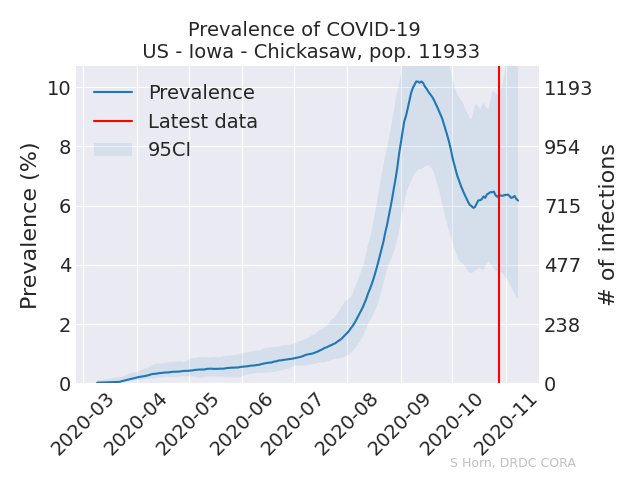 Prevalence of COVID-19
US - Iowa - Chickasaw, pop. 11933
Prevalence (%)
10
8
6
4
2
0
Prevalence
Latest data
95CI
1193
954
715
477
238
0
# of infections
2020-03
2020-04
2020-05
2020-06
2020-07
2020-08
2020-09
2020-10
2020-11
S Horn, DRDC CORA